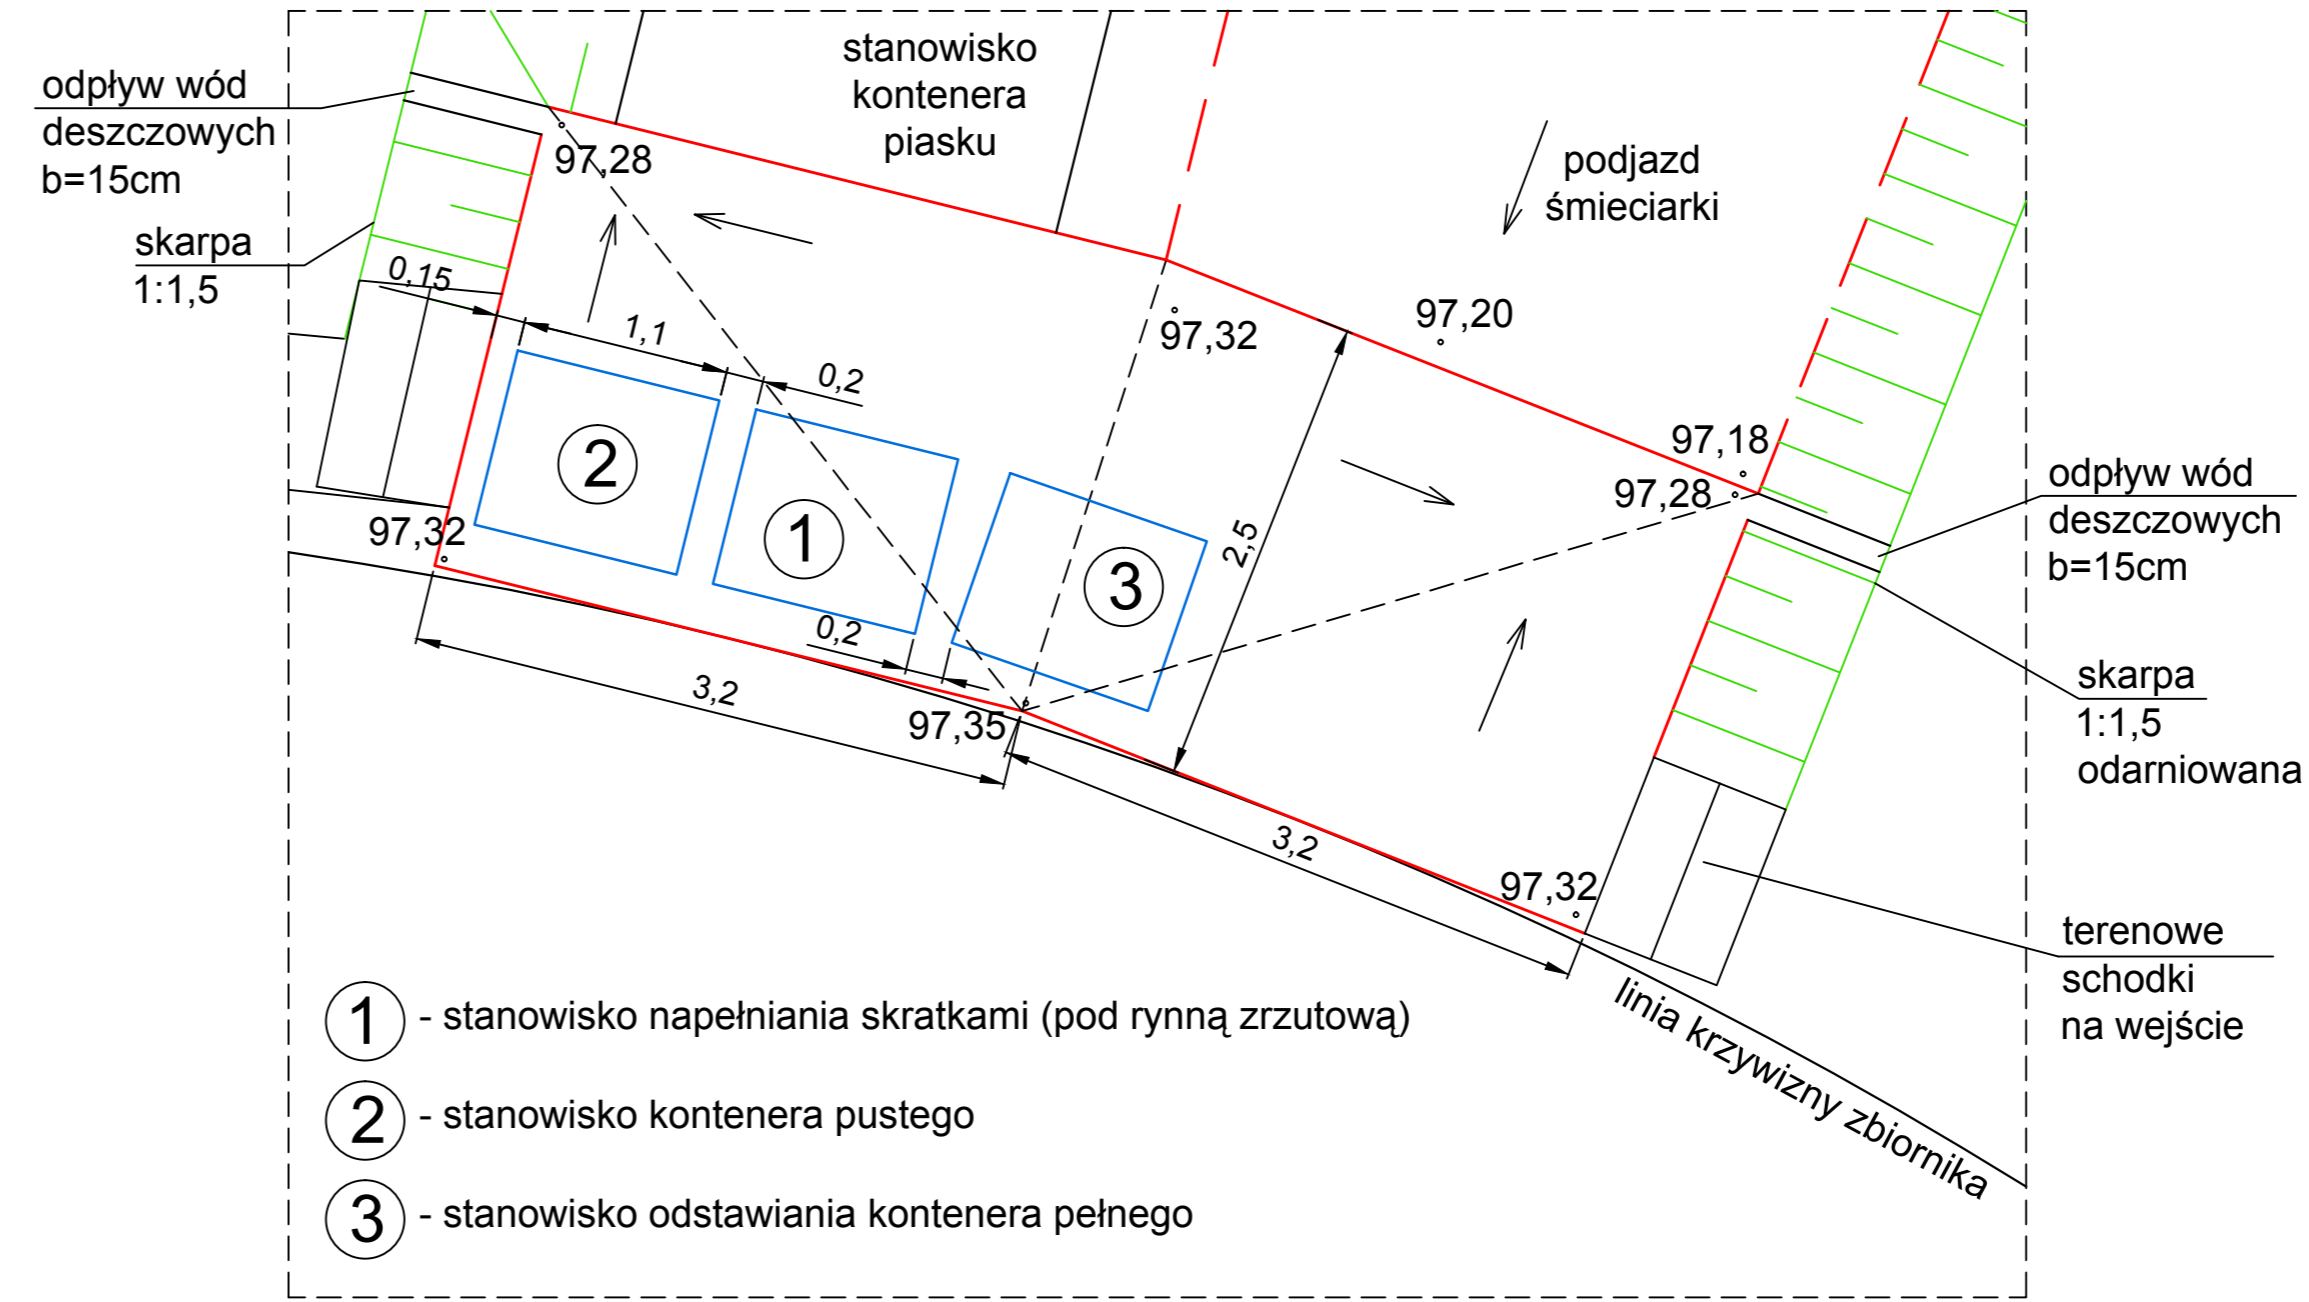 stanowisko
kontenera
piasku
odpływ wód
deszczowych
b=15cm
skarpa
1:1,5
97,28
podjazd
śmieciarki
0,15
1,1
0,2
97,32
97,20
97,18
97,28
odpływ wód
deszczowych
b=15cm
2
1
3
2,5
97,32
0,2
3,2
97,35
skarpa
1:1,5
odarniowana
3,2
97,32
terenowe
schodki
na wejście
linia krzywizny zbiornika
1 - stanowisko napełniania skratkami (pod rynną zrzutową)
2 - stanowisko kontenera pustego
3 - stanowisko odstawiania kontenera pełnego